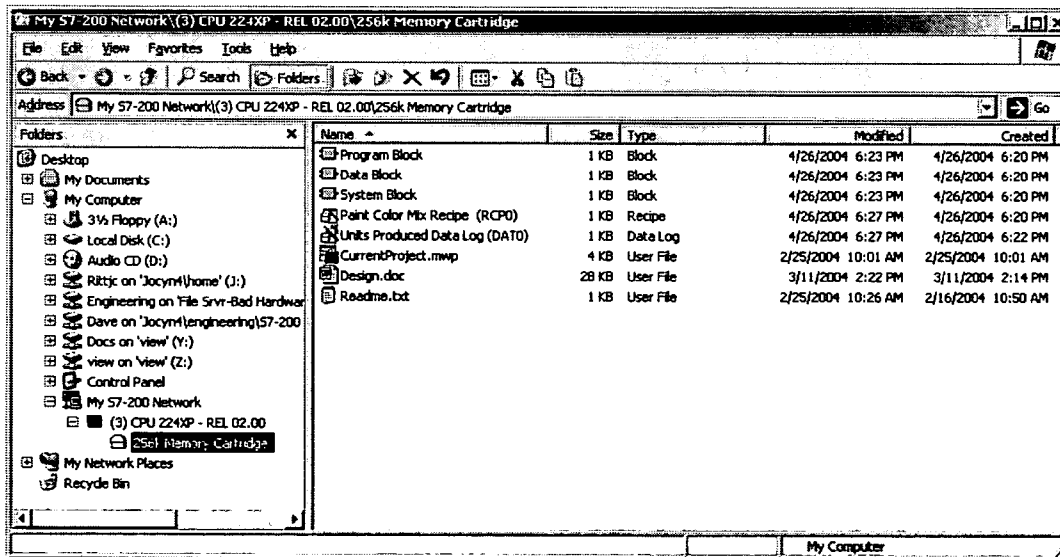 My S7-200 Network\(3) CPU 224XP - REL 02.00\256k Memory Cartridge
File Edit View Favorites Tools Help
Back Search Folders
Address My S7-200 Network\(3) CPU 224XP - REL 02.00\256k Memory Cartridge Go
Folders x
Desktop
My Documents
My Computer
3½ Floppy (A:)
Local Disk (C:)
Audio CD (D:)
Rittjc on 'Jocyn4\home' (J:)
Engineering on 'File Srvr-Bad Hardwar
Dave on 'Jocyn4\engineering\S7-200
Docs on 'view' (Y:)
view on 'view' (Z:)
Control Panel
My S7-200 Network
(3) CPU 224XP - REL 02.00
256k Memory Cartridge
My Network Places
Recycle Bin
Name Size Type Modified Created
Program Block 1 KB Block 4/26/2004 6:23 PM 4/26/2004 6:20 PM
Data Block 1 KB Block 4/26/2004 6:23 PM 4/26/2004 6:20 PM
System Block 1 KB Block 4/26/2004 6:23 PM 4/26/2004 6:20 PM
Paint Color Mix Recipe (RCP0) 1 KB Recipe 4/26/2004 6:27 PM 4/26/2004 6:20 PM
Units Produced Data Log (DAT0) 1 KB Data Log 4/26/2004 6:27 PM 4/26/2004 6:22 PM
CurrentProject.mwp 4 KB User File 2/25/2004 10:01 AM 2/25/2004 10:01 AM
Design.doc 28 KB User File 3/11/2004 2:22 PM 3/11/2004 2:14 PM
Readme.txt 1 KB User File 2/25/2004 10:26 AM 2/16/2004 10:50 AM
My Computer